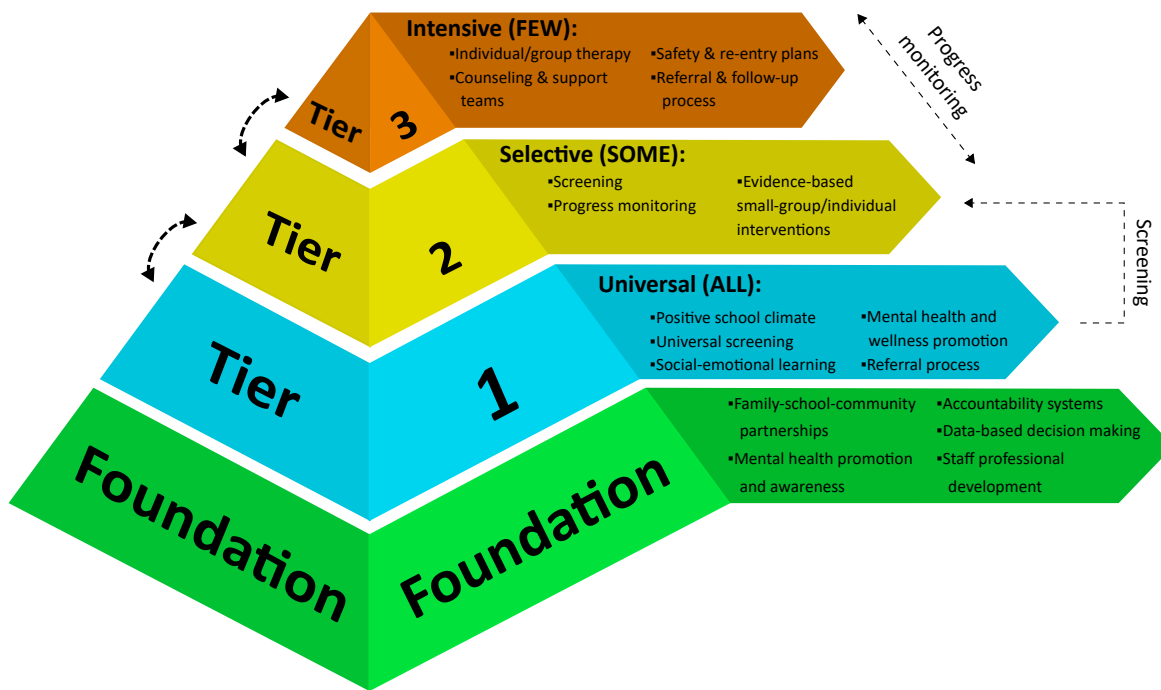 Intensive (FEW):
▪Individual/group therapy
▪Counseling & support
teams
▪Safety & re-entry plans
▪Referral & follow-up
process
Progress
monitoring
Tier
3
Selective (SOME):
▪Screening
▪Progress monitoring
▪Evidence-based
small-group/individual
interventions
Screening
Tier
2
Universal (ALL):
▪Positive school climate
▪Universal screening
▪Social-emotional learning
▪Mental health and
wellness promotion
▪Referral process
Tier
1
▪Family-school-community
partnerships
▪Mental health promotion
and awareness
▪Accountability systems
▪Data-based decision making
▪Staff professional
development
Foundation
Foundation